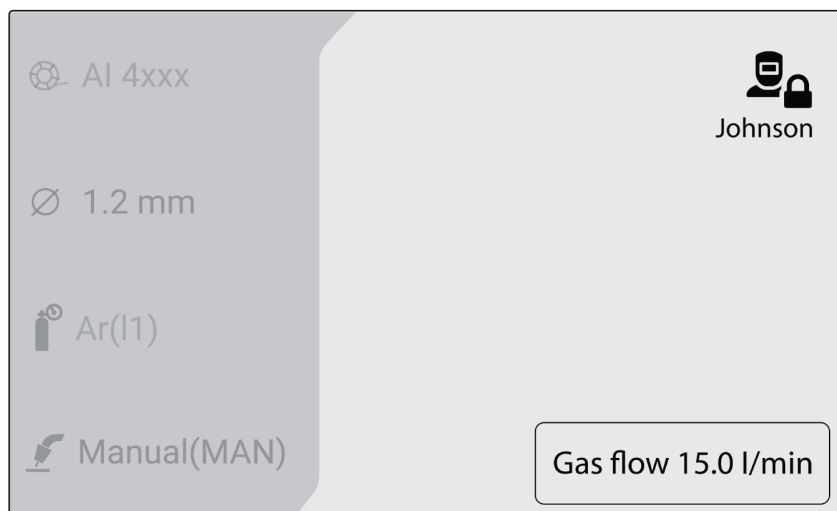 Al 4xxx
Johnson
1.2 mm
Ar(I1)
Manual(MAN)
Gas flow 15.0 l/min